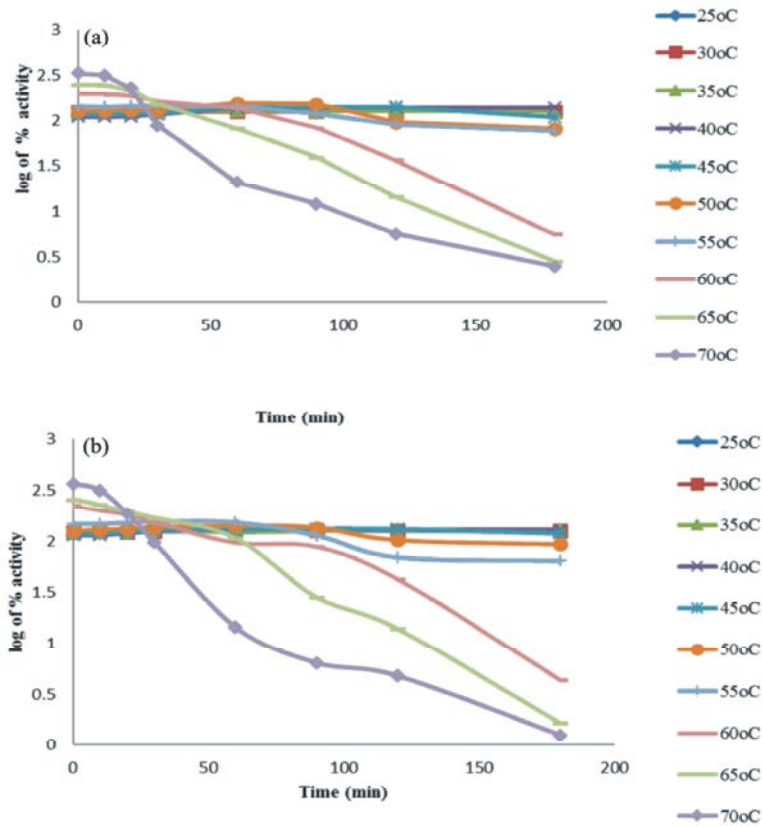 (a)
3
2.5
2
1.5
1
0.5
0
log of % activity
0 50 100 150 200
Time (min)
25oC
30oC
35oC
40oC
45oC
50oC
55oC
60oC
65oC
70oC
(b)
3
2.5
2
1.5
1
0.5
0
log of % activity
0 50 100 150 200
Time (min)
25oC
30oC
35oC
40oC
45oC
50oC
55oC
60oC
65oC
70oC